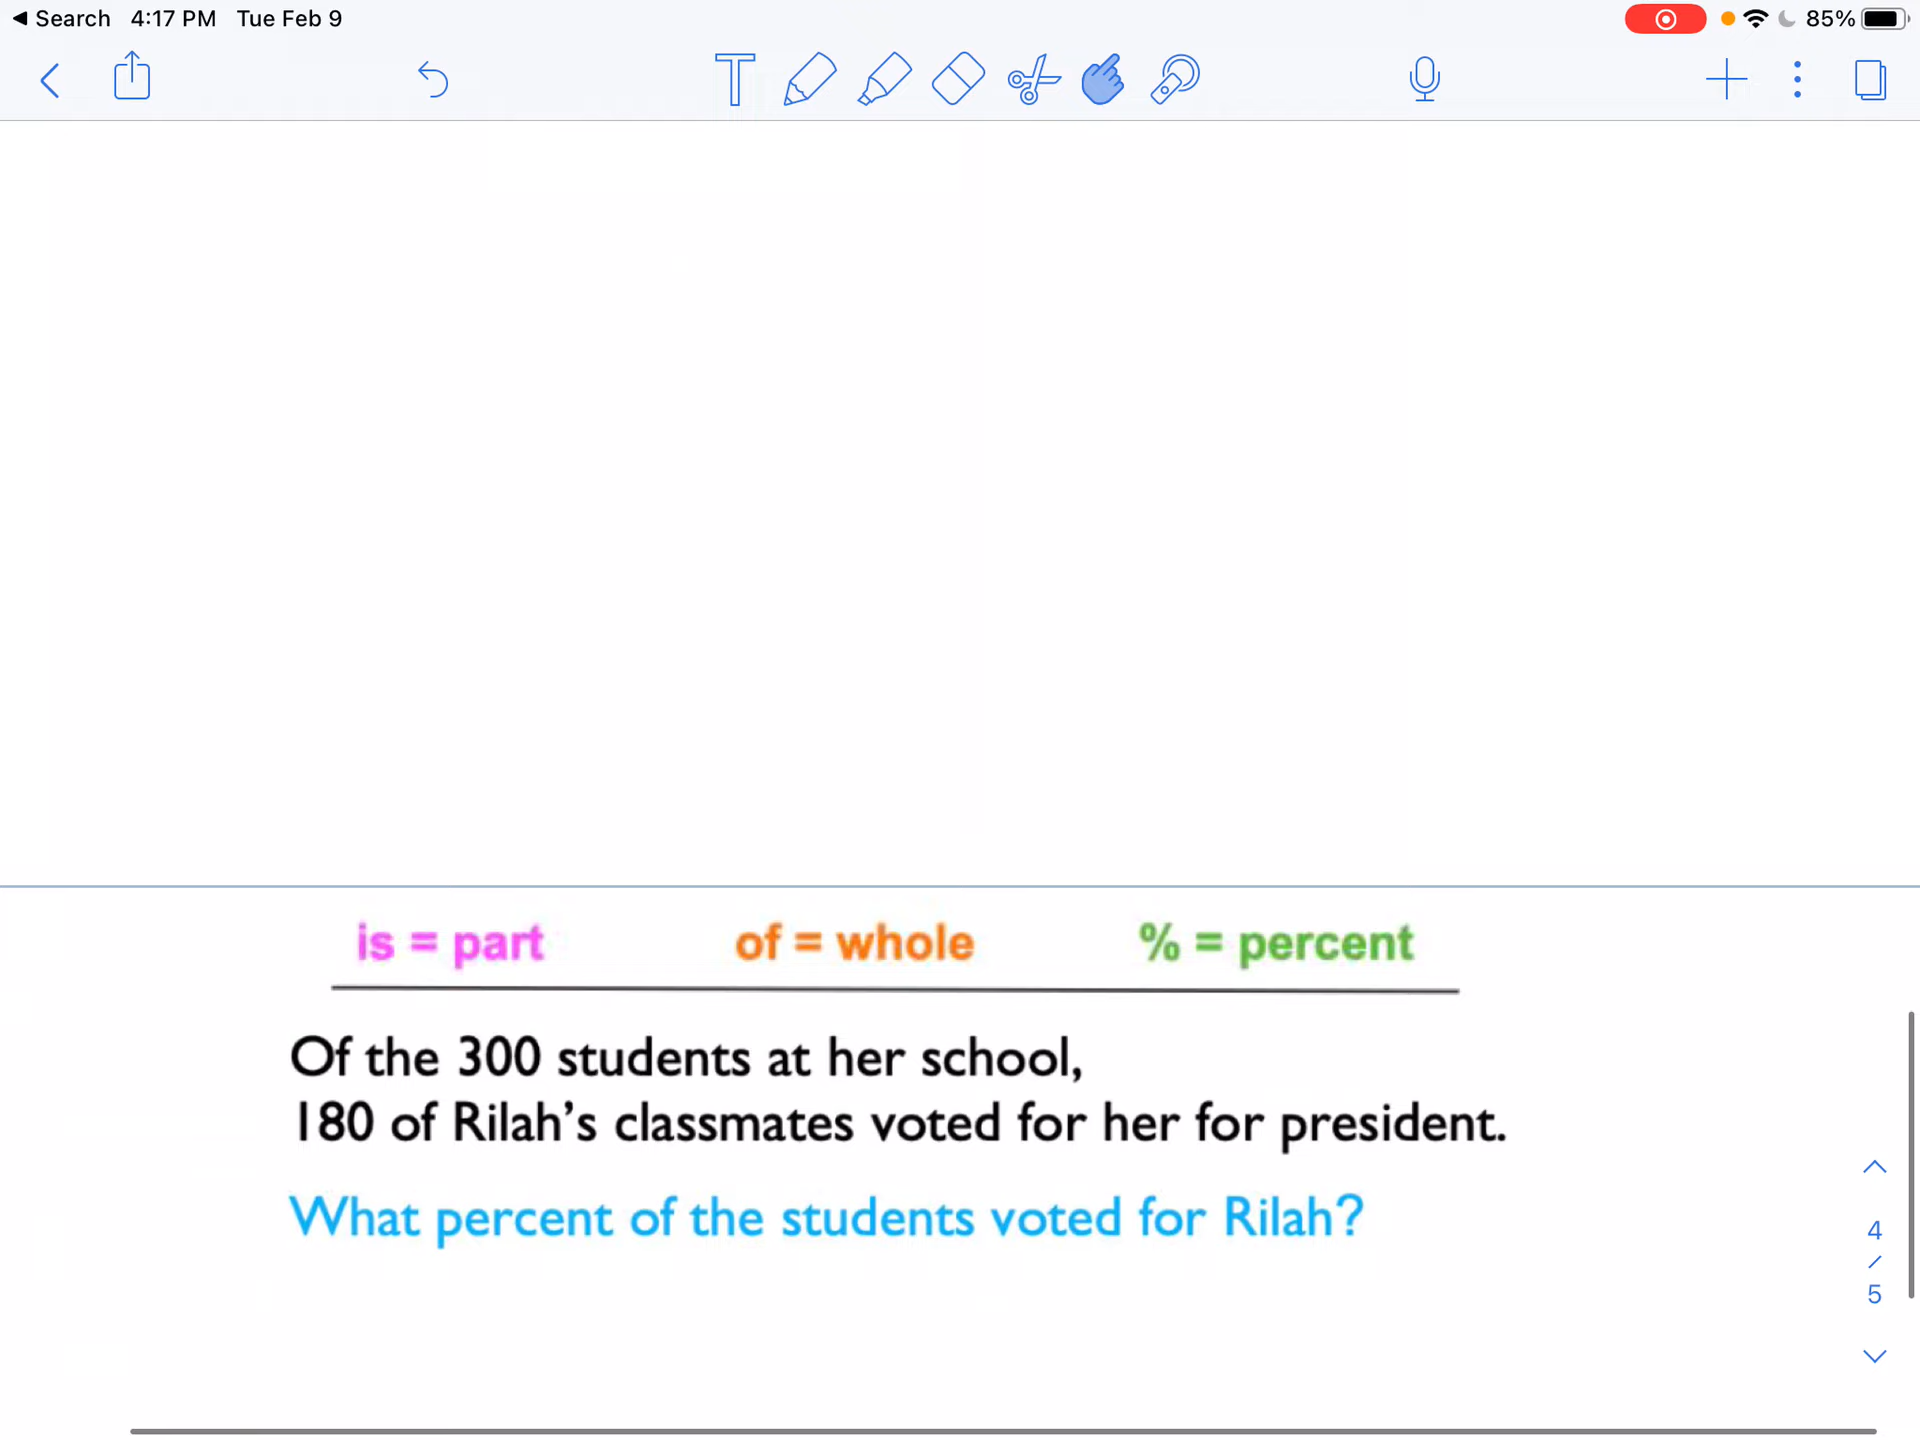 Search 4:17 PM Tue Feb 9 85%
T
is = part of = whole % = percent
Of the 300 students at her school,
180 of Rilah's classmates voted for her for president.
What percent of the students voted for Rilah?
4
/
5